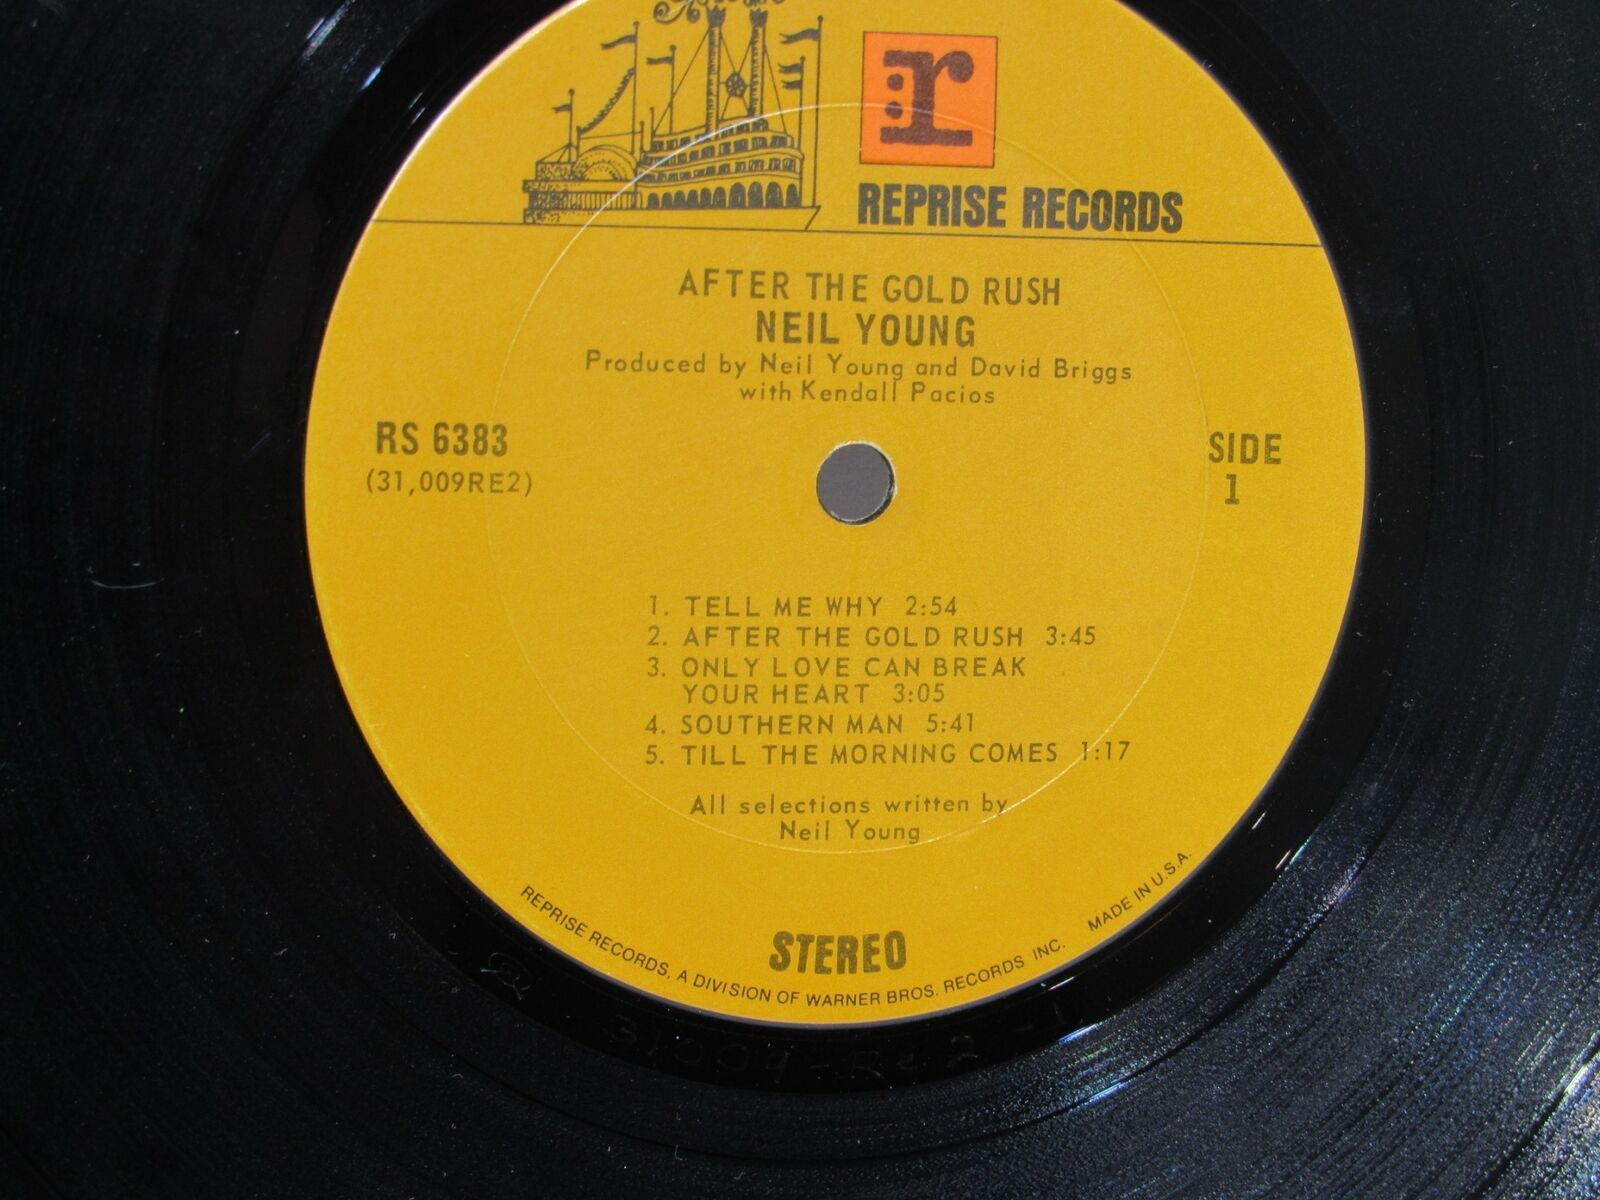 r
REPRISE RECORDS
AFTER THE GOLD RUSH
NEIL YOUNG
Produced by Neil Young and David Briggs
with Kendall Pacios
RS 6383
(31,009RE2)
SIDE
1
1. TELL ME WHY 2:54
2. AFTER THE GOLD RUSH 3:45
3. ONLY LOVE CAN BREAK
YOUR HEART 3:05
4. SOUTHERN MAN 5:41
5. TILL THE MORNING COMES 1:17
All selections written by
Neil Young
STEREO
REPRISE RECORDS, A DIVISION OF WARNER BROS. RECORDS INC. MADE IN U.S.A.
31009-Re2-1